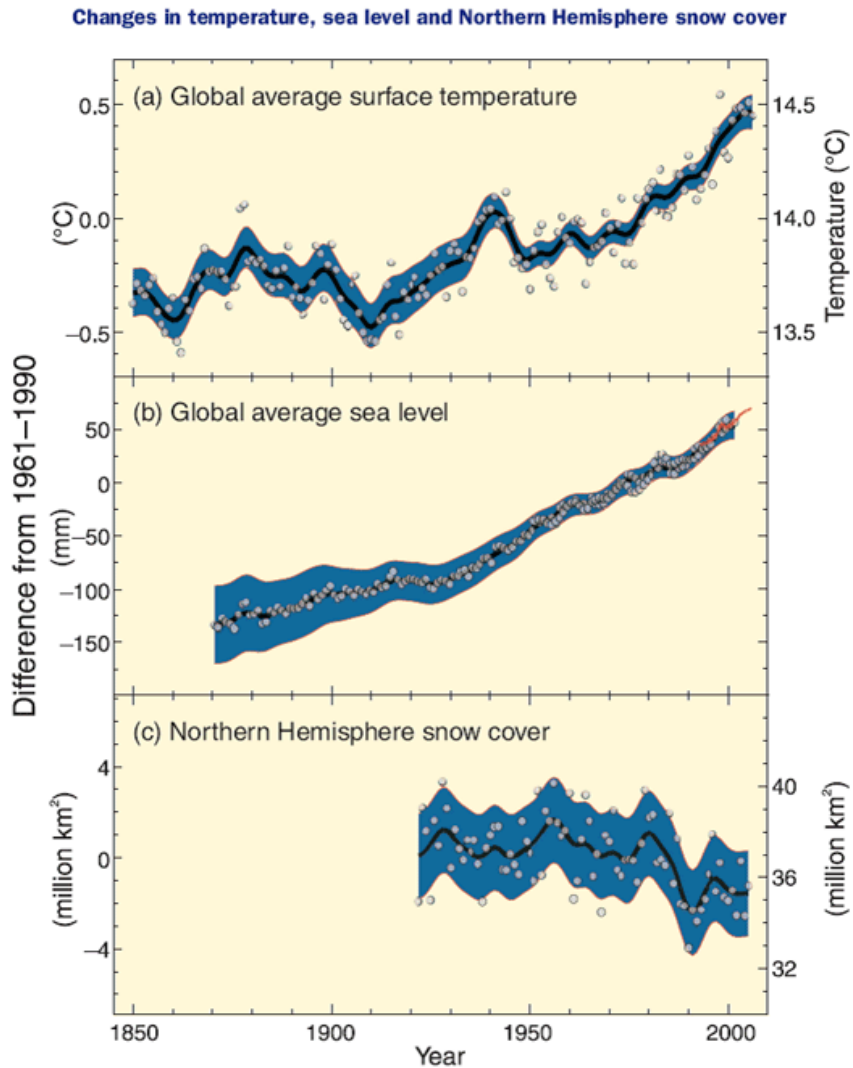 Changes in temperature, sea level and Northern Hemisphere snow cover
(a) Global average surface temperature
0.5
0.0
−0.5
(°C)
14.5
14.0
13.5
Temperature (°C)
Difference from 1961–1990
(b) Global average sea level
50
0
−50
−100
−150
(mm)
(c) Northern Hemisphere snow cover
4
0
−4
(million km²)
40
36
32
(million km²)
1850 1900 1950 2000
Year